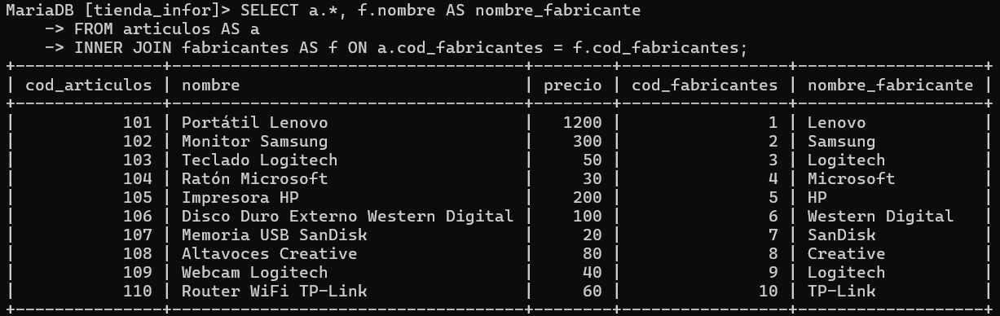 MariaDB [tienda_infor]> SELECT a.*, f.nombre AS nombre_fabricante
    -> FROM articulos AS a
    -> INNER JOIN fabricantes AS f ON a.cod_fabricantes = f.cod_fabricantes;
+---------------+-----------------------------------+--------+-----------------+-------------------+
| cod_articulos | nombre                            | precio | cod_fabricantes | nombre_fabricante |
+---------------+-----------------------------------+--------+-----------------+-------------------+
|           101 | Portátil Lenovo                   |   1200 |               1 | Lenovo            |
|           102 | Monitor Samsung                   |    300 |               2 | Samsung           |
|           103 | Teclado Logitech                  |     50 |               3 | Logitech          |
|           104 | Ratón Microsoft                   |     30 |               4 | Microsoft         |
|           105 | Impresora HP                      |    200 |               5 | HP                |
|           106 | Disco Duro Externo Western Digital |    100 |               6 | Western Digital   |
|           107 | Memoria USB SanDisk               |     20 |               7 | SanDisk           |
|           108 | Altavoces Creative                |     80 |               8 | Creative          |
|           109 | Webcam Logitech                   |     40 |               9 | Logitech          |
|           110 | Router WiFi TP-Link               |     60 |              10 | TP-Link           |
+---------------+-----------------------------------+--------+-----------------+-------------------+